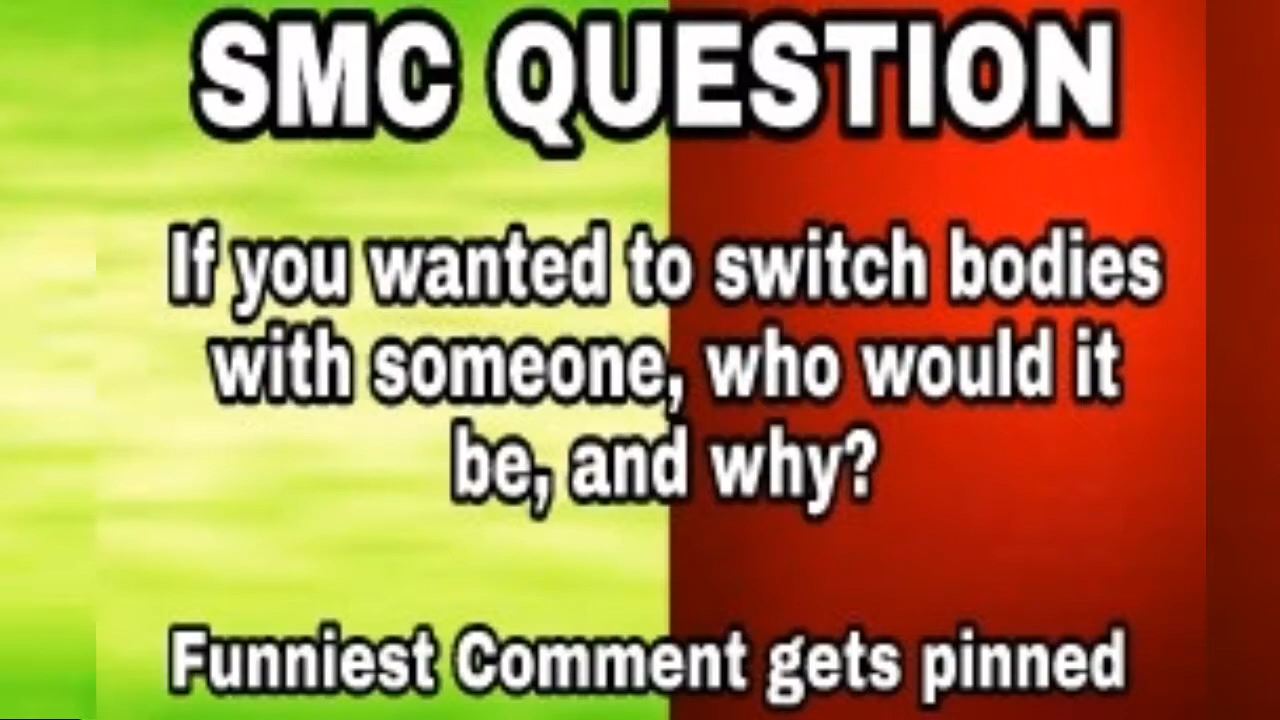 SMC QUESTION
If you wanted to switch bodies
with someone, who would it
be, and why?
Funniest Comment gets pinned